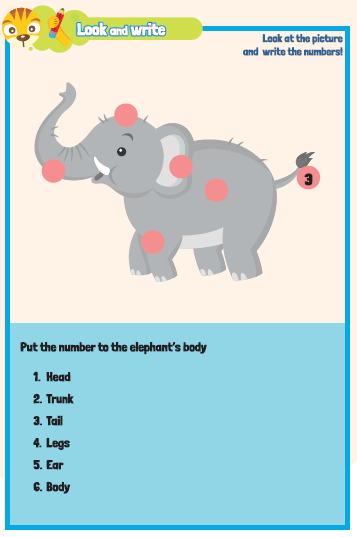 Look and write
Look at the picture
and write the numbers!
3
Put the number to the elephant's body
1. Head
2. Trunk
3. Tail
4. Legs
5. Ear
6. Body